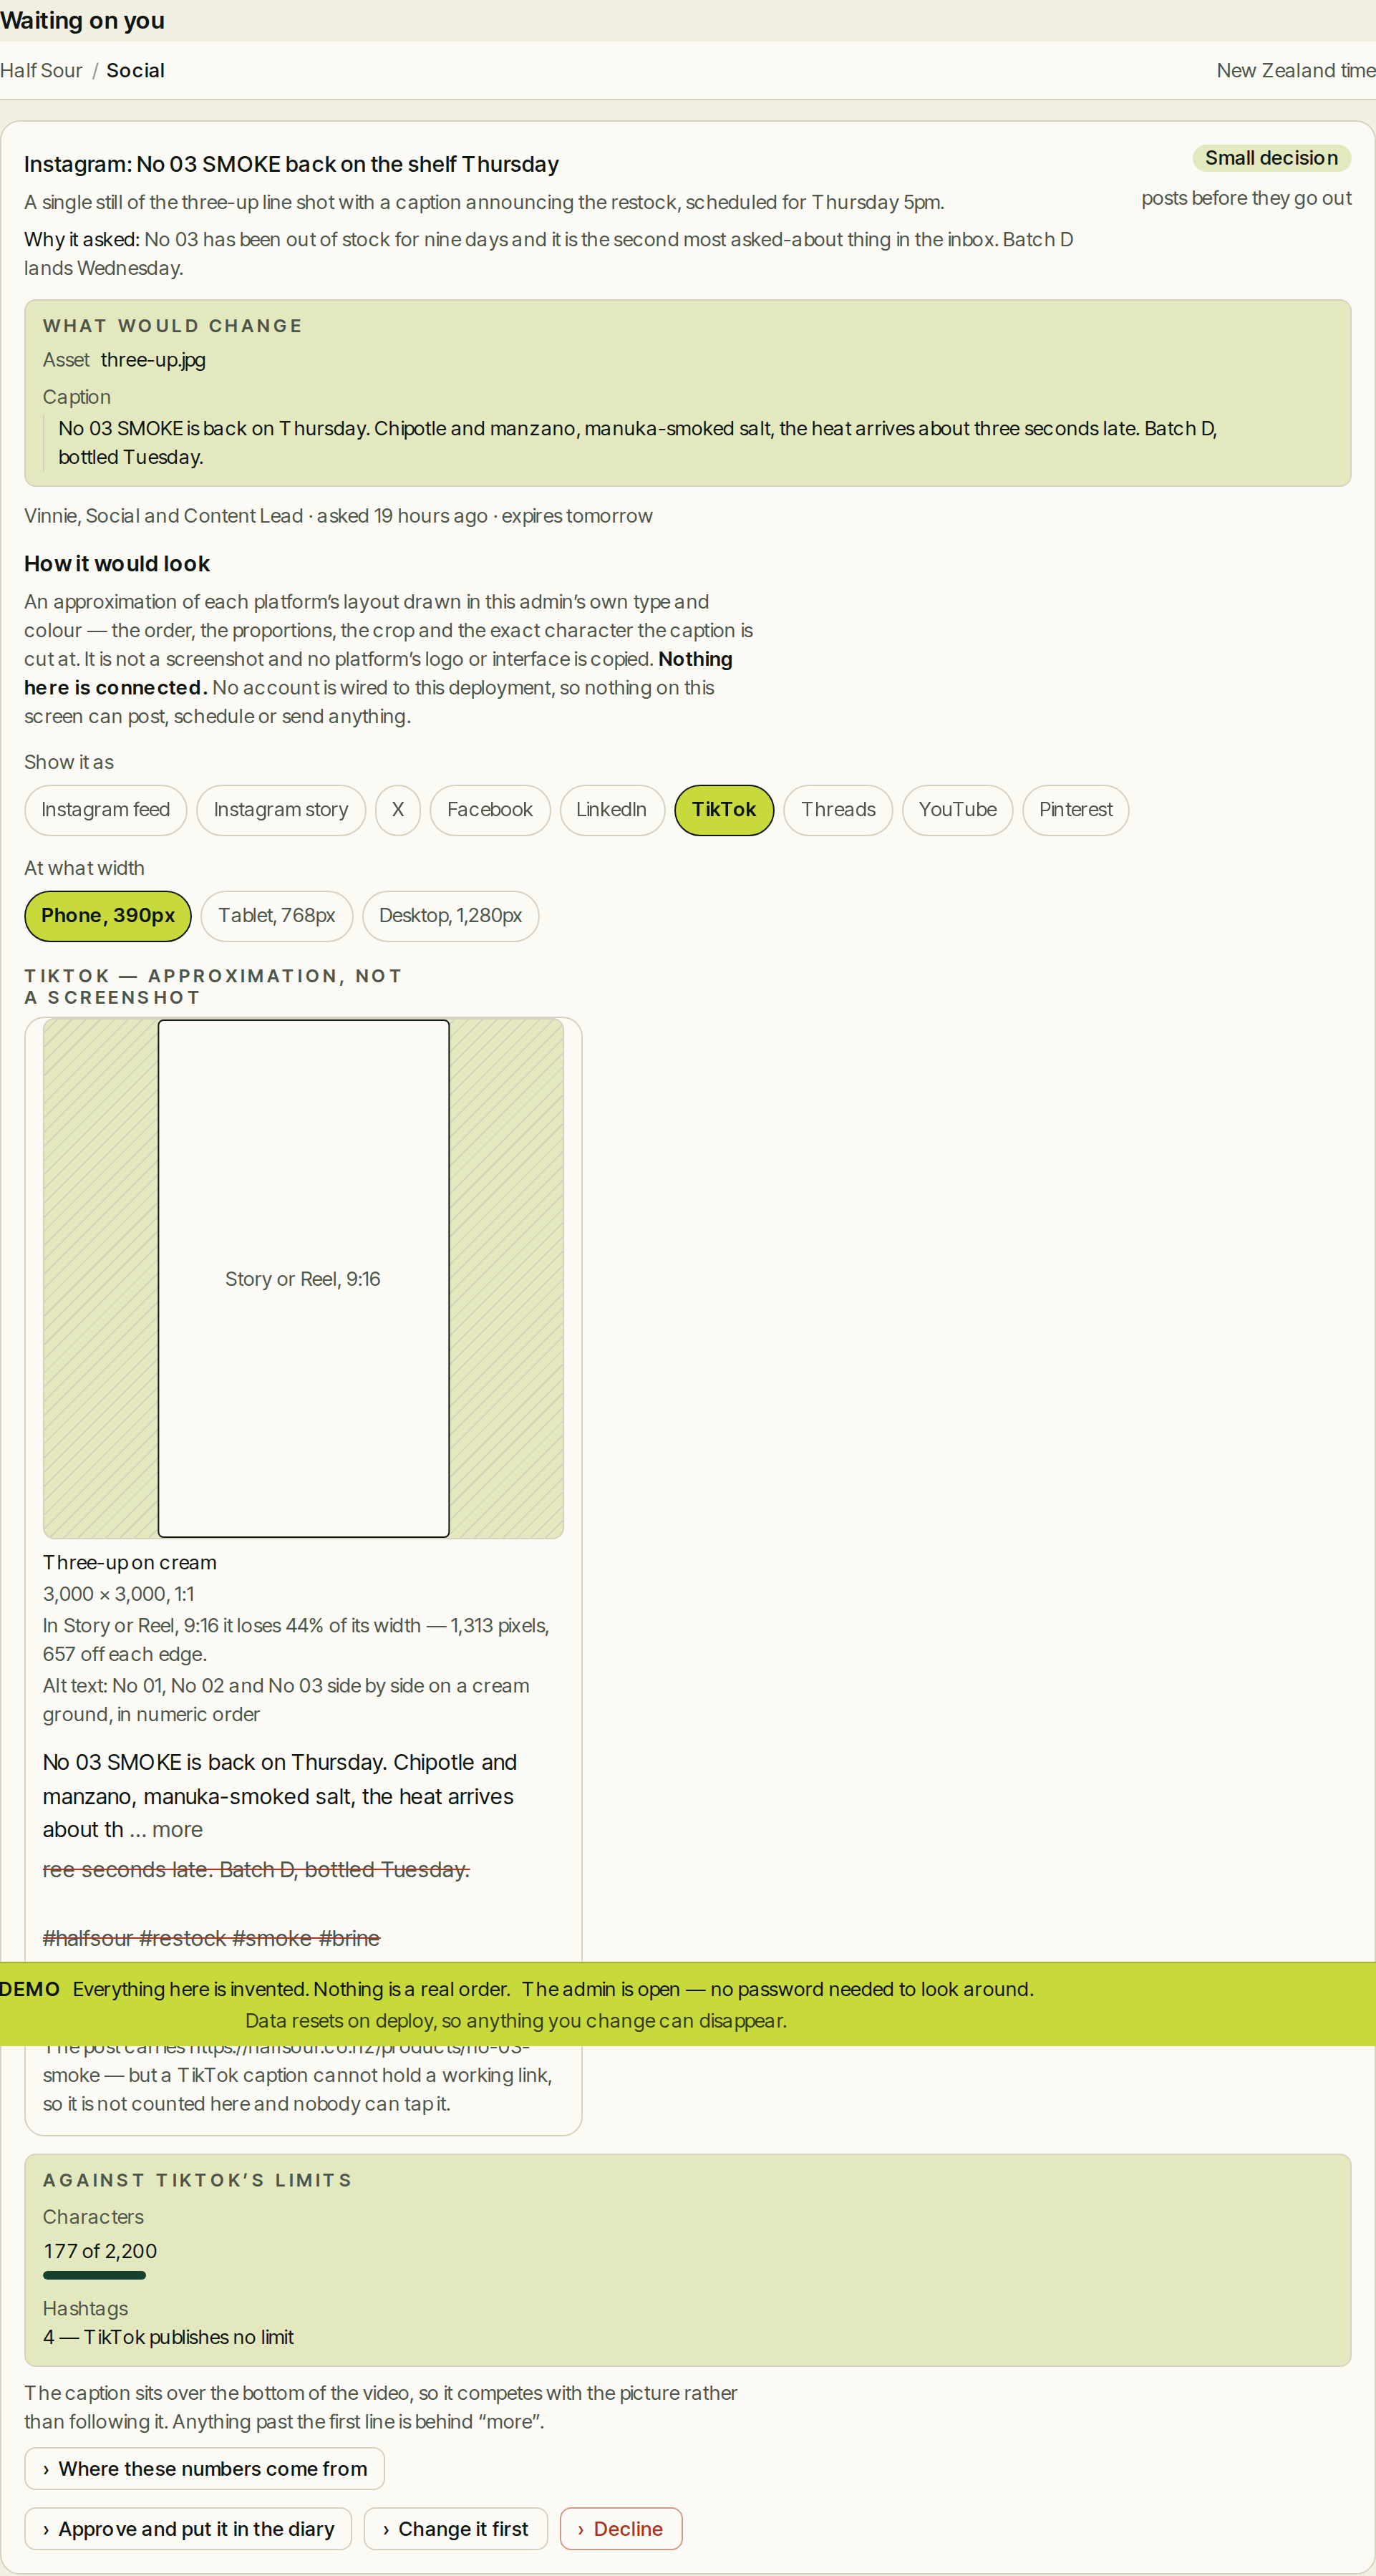 Waiting on you
Half Sour / Social
New Zealand time
Instagram: No 03 SMOKE back on the shelf Thursday
Small decision
A single still of the three-up line shot with a caption announcing the restock, scheduled for Thursday 5pm.
posts before they go out
Why it asked: No 03 has been out of stock for nine days and it is the second most asked-about thing in the inbox. Batch D
lands Wednesday.
WHAT WOULD CHANGE
Asset three-up.jpg
Caption
No 03 SMOKE is back on Thursday. Chipotle and manzano, manuka-smoked salt, the heat arrives about three seconds late. Batch D,
bottled Tuesday.
Vinnie, Social and Content Lead · asked 19 hours ago · expires tomorrow
How it would look
An approximation of each platform’s layout drawn in this admin’s own type and
colour — the order, the proportions, the crop and the exact character the caption is
cut at. It is not a screenshot and no platform’s logo or interface is copied. Nothing
here is connected. No account is wired to this deployment, so nothing on this
screen can post, schedule or send anything.
Show it as
Instagram feed
Instagram story
X
Facebook
LinkedIn
TikTok
Threads
YouTube
Pinterest
At what width
Phone, 390px
Tablet, 768px
Desktop, 1,280px
TIKTOK — APPROXIMATION, NOT
A SCREENSHOT
Story or Reel, 9:16
Three-up on cream
3,000 × 3,000, 1:1
In Story or Reel, 9:16 it loses 44% of its width — 1,313 pixels,
657 off each edge.
Alt text: No 01, No 02 and No 03 side by side on a cream
ground, in numeric order
No 03 SMOKE is back on Thursday. Chipotle and
manzano, manuka-smoked salt, the heat arrives
about th … more
ree seconds late. Batch D, bottled Tuesday.
#halfsour #restock #smoke #brine
DEMO Everything here is invented. Nothing is a real order. The admin is open — no password needed to look around.
Data resets on deploy, so anything you change can disappear.
The post carries https://halfsour.co.nz/products/no-03-
smoke — but a TikTok caption cannot hold a working link,
so it is not counted here and nobody can tap it.
AGAINST TIKTOK’S LIMITS
Characters
177 of 2,200
Hashtags
4 — TikTok publishes no limit
The caption sits over the bottom of the video, so it competes with the picture rather
than following it. Anything past the first line is behind “more”.
› Where these numbers come from
› Approve and put it in the diary
› Change it first
› Decline